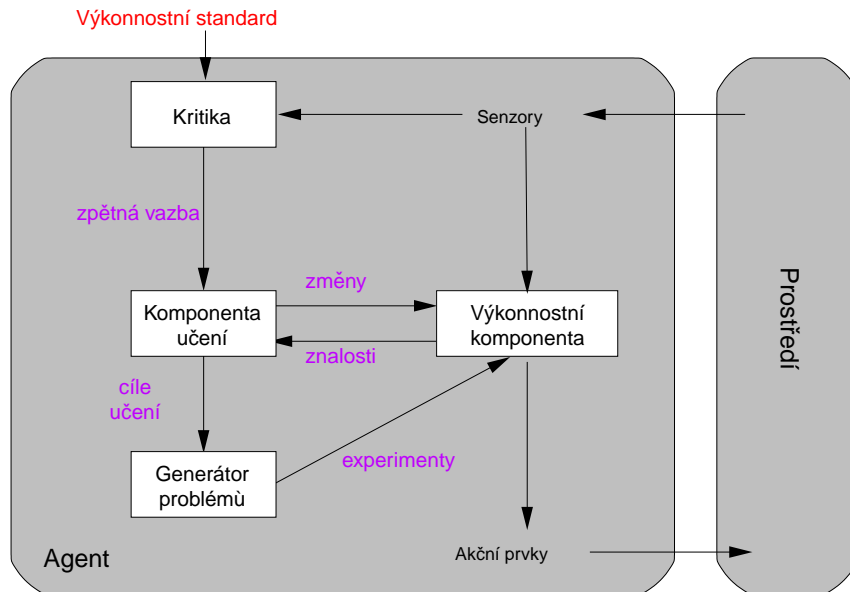 Výkonnostní standard
Kritika
Senzory
zpětná vazba
změny
Komponenta
učení
Výkonnostní
komponenta
znalosti
cíle
učení
Generátor
problémù
experimenty
Akční prvky
Agent
Prostředí